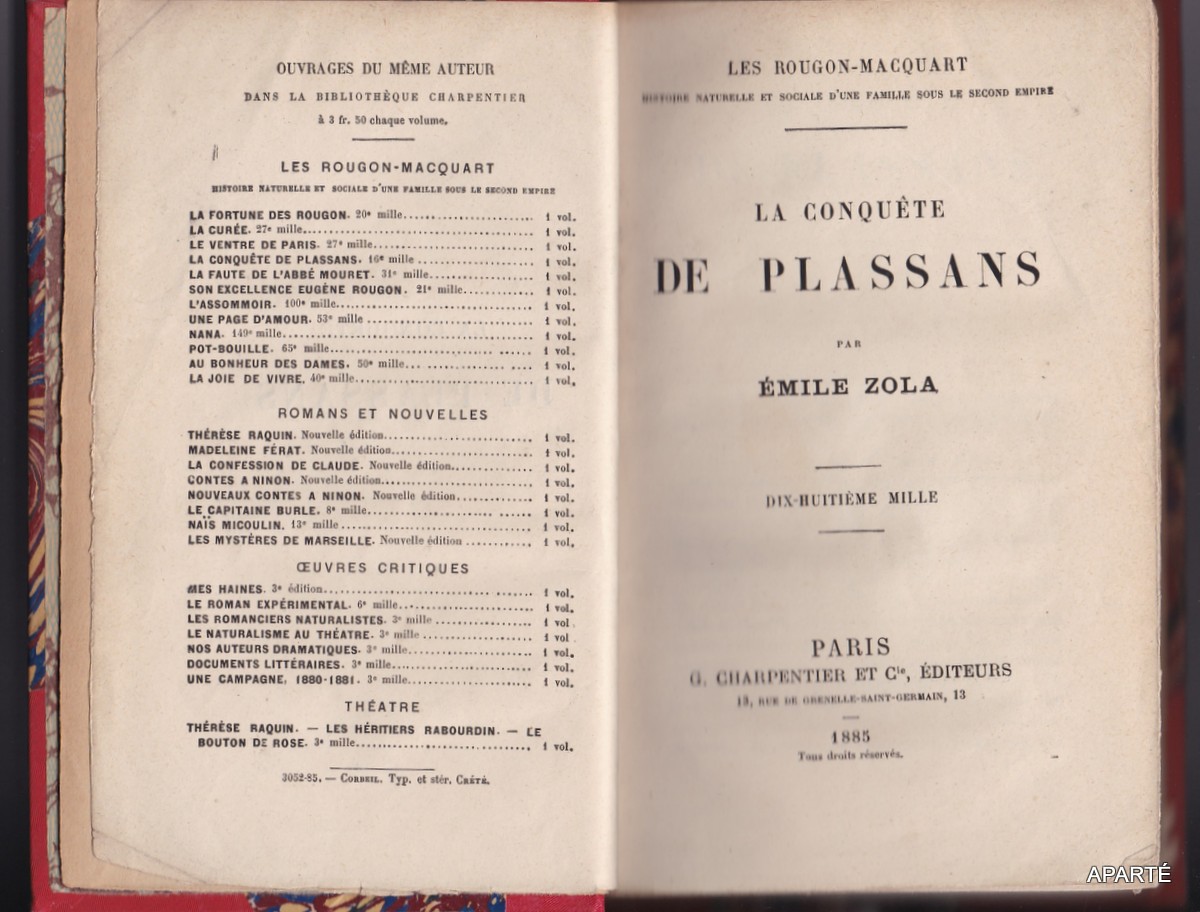 OUVRAGES DU MÊME AUTEUR
DANS LA BIBLIOTHÈQUE CHARPENTIER
à 3 fr. 50 chaque volume.
LES ROUGON-MACQUART
HISTOIRE NATURELLE ET SOCIALE D'UNE FAMILLE SOUS LE SECOND EMPIRE
LA FORTUNE DES ROUGON. 20e mille........................ 1 vol.
LA CURÉE. 27e mille........................ 1 vol.
LE VENTRE DE PARIS. 27e mille........................ 1 vol.
LA CONQUÊTE DE PLASSANS. 16e mille ........................ 1 vol.
LA FAUTE DE L'ABBÉ MOURET. 31e mille........................ 1 vol.
SON EXCELLENCE EUGÈNE ROUGON. 21e mille............. 1 vol.
L'ASSOMMOIR. 100e mille........................ 1 vol.
UNE PAGE D'AMOUR. 53e mille ........................ 1 vol.
NANA. 149e mille........................ 1 vol.
POT-BOUILLE. 65e mille........................ 1 vol.
AU BONHEUR DES DAMES. 50e mille........................ 1 vol.
LA JOIE DE VIVRE. 40e mille........................ 1 vol.
ROMANS ET NOUVELLES
THÉRÈSE RAQUIN. Nouvelle édition........................ 1 vol.
MADELEINE FÉRAT. Nouvelle édition........................ 1 vol.
LA CONFESSION DE CLAUDE. Nouvelle édition............. 1 vol.
CONTES A NINON. Nouvelle édition........................ 1 vol.
NOUVEAUX CONTES A NINON. Nouvelle édition............. 1 vol.
LE CAPITAINE BURLE. 8e mille........................ 1 vol.
NAÏS MICOULIN. 13e mille ........................ 1 vol.
LES MYSTÈRES DE MARSEILLE. Nouvelle édition ............ 1 vol.
ŒUVRES CRITIQUES
MES HAINES. 3e édition........................ 1 vol.
LE ROMAN EXPÉRIMENTAL. 6e mille........................ 1 vol.
LES ROMANCIERS NATURALISTES. 3e mille .................. 1 vol.
LE NATURALISME AU THÉATRE. 3e mille .................. 1 vol.
NOS AUTEURS DRAMATIQUES. 3e mille........................ 1 vol.
DOCUMENTS LITTÉRAIRES. 3e mille........................ 1 vol.
UNE CAMPAGNE, 1880-1881. 3e mille........................ 1 vol.
THÉATRE
THÉRÈSE RAQUIN. — LES HÉRITIERS RABOURDIN. — LE
BOUTON DE ROSE. 3e mille........................ 1 vol.
3052-85. — CORBEIL. Typ. et stér. CRÉTÉ.
LES ROUGON-MACQUART
HISTOIRE NATURELLE ET SOCIALE D'UNE FAMILLE SOUS LE SECOND EMPIRE
LA CONQUÊTE
DE PLASSANS
PAR
ÉMILE ZOLA
DIX-HUITIÈME MILLE
PARIS
G. CHARPENTIER ET Cie, ÉDITEURS
13, RUE DE GRENELLE-SAINT-GERMAIN, 13
1885
Tous droits réservés.
APARTÉ